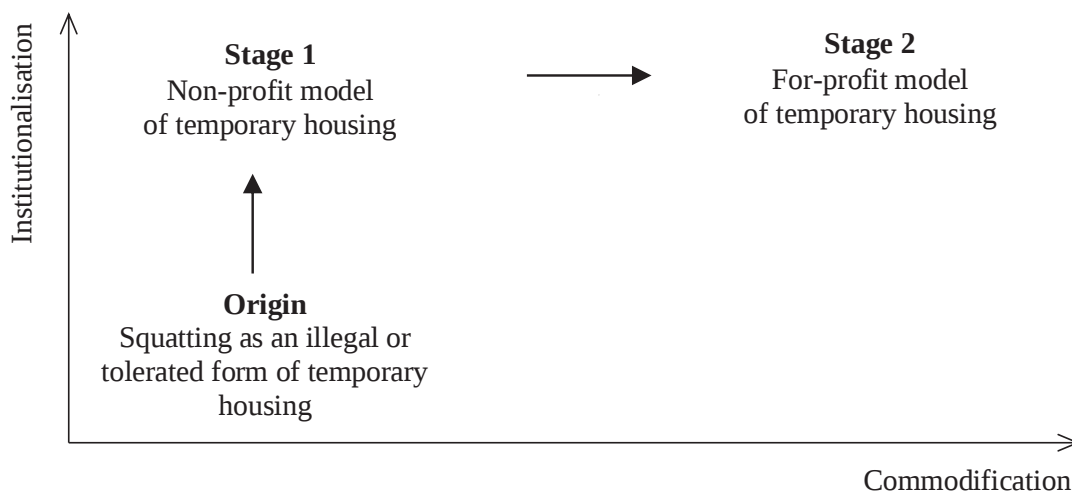 Institutionalisation
Stage 1
Non-profit model
of temporary housing
Stage 2
For-profit model
of temporary housing
Origin
Squatting as an illegal or
tolerated form of temporary
housing
Commodification